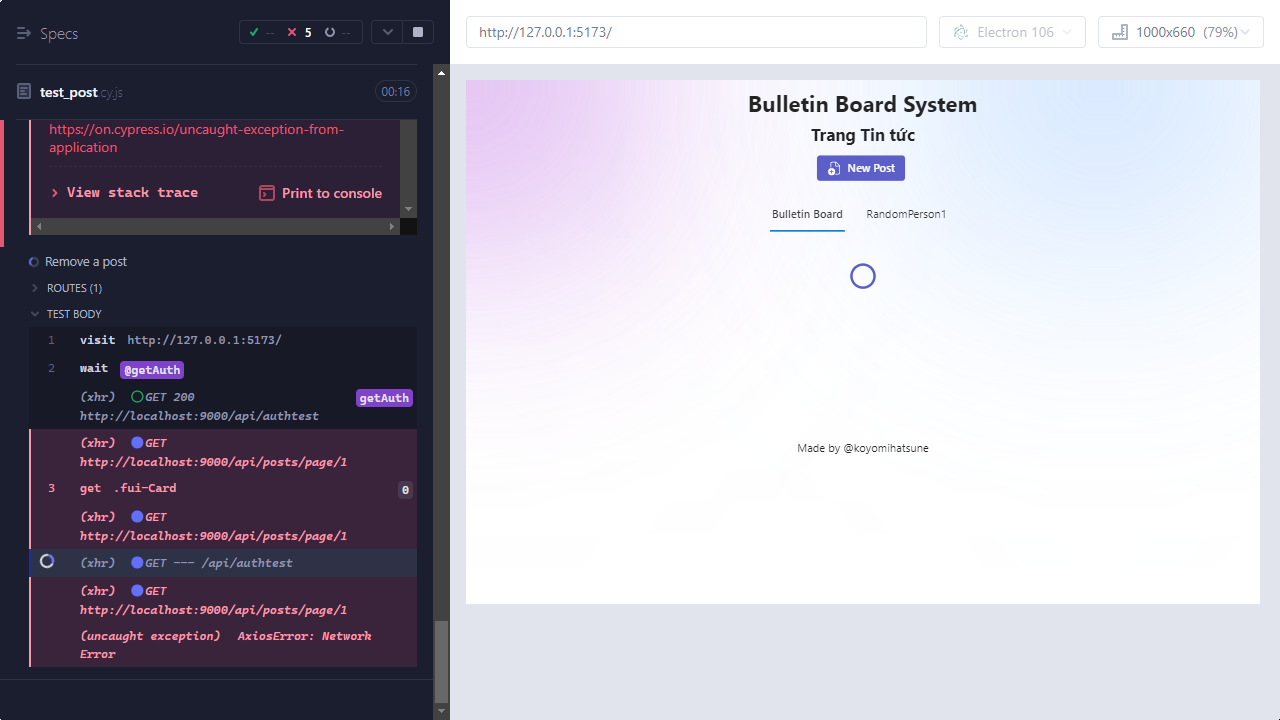 Specs
-- 5 --
test_post.cy.js
00:16
https://on.cypress.io/uncaught-exception-from-
application
View stack trace
Print to console
Remove a post
ROUTES (1)
TEST BODY
1 visit http://127.0.0.1:5173/
2 wait @getAuth
(xhr) GET 200 getAuth
http://localhost:9000/api/authtest
(xhr) GET
http://localhost:9000/api/posts/page/1
3 get .fui-Card 0
(xhr) GET
http://localhost:9000/api/posts/page/1
(xhr) GET --- /api/authtest
(xhr) GET
http://localhost:9000/api/posts/page/1
(uncaught exception) AxiosError: Network
Error
http://127.0.0.1:5173/
Electron 106
1000x660 (79%)
Bulletin Board System
Trang Tin tức
New Post
Bulletin Board
RandomPerson1
Made by @koyomihatsune